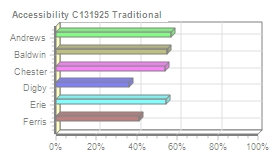 Accessibility C131925 Traditional
Andrews
Baldwin
Chester
Digby
Erie
Ferris
0% 20% 40% 60% 80% 100%